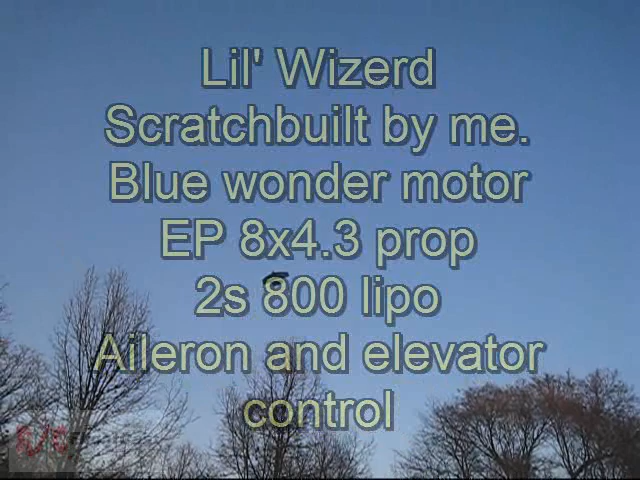 Lil' Wizerd
Scratchbuilt by me.
Blue wonder motor
EP 8x4.3 prop
2s 800 lipo
Aileron and elevator
control